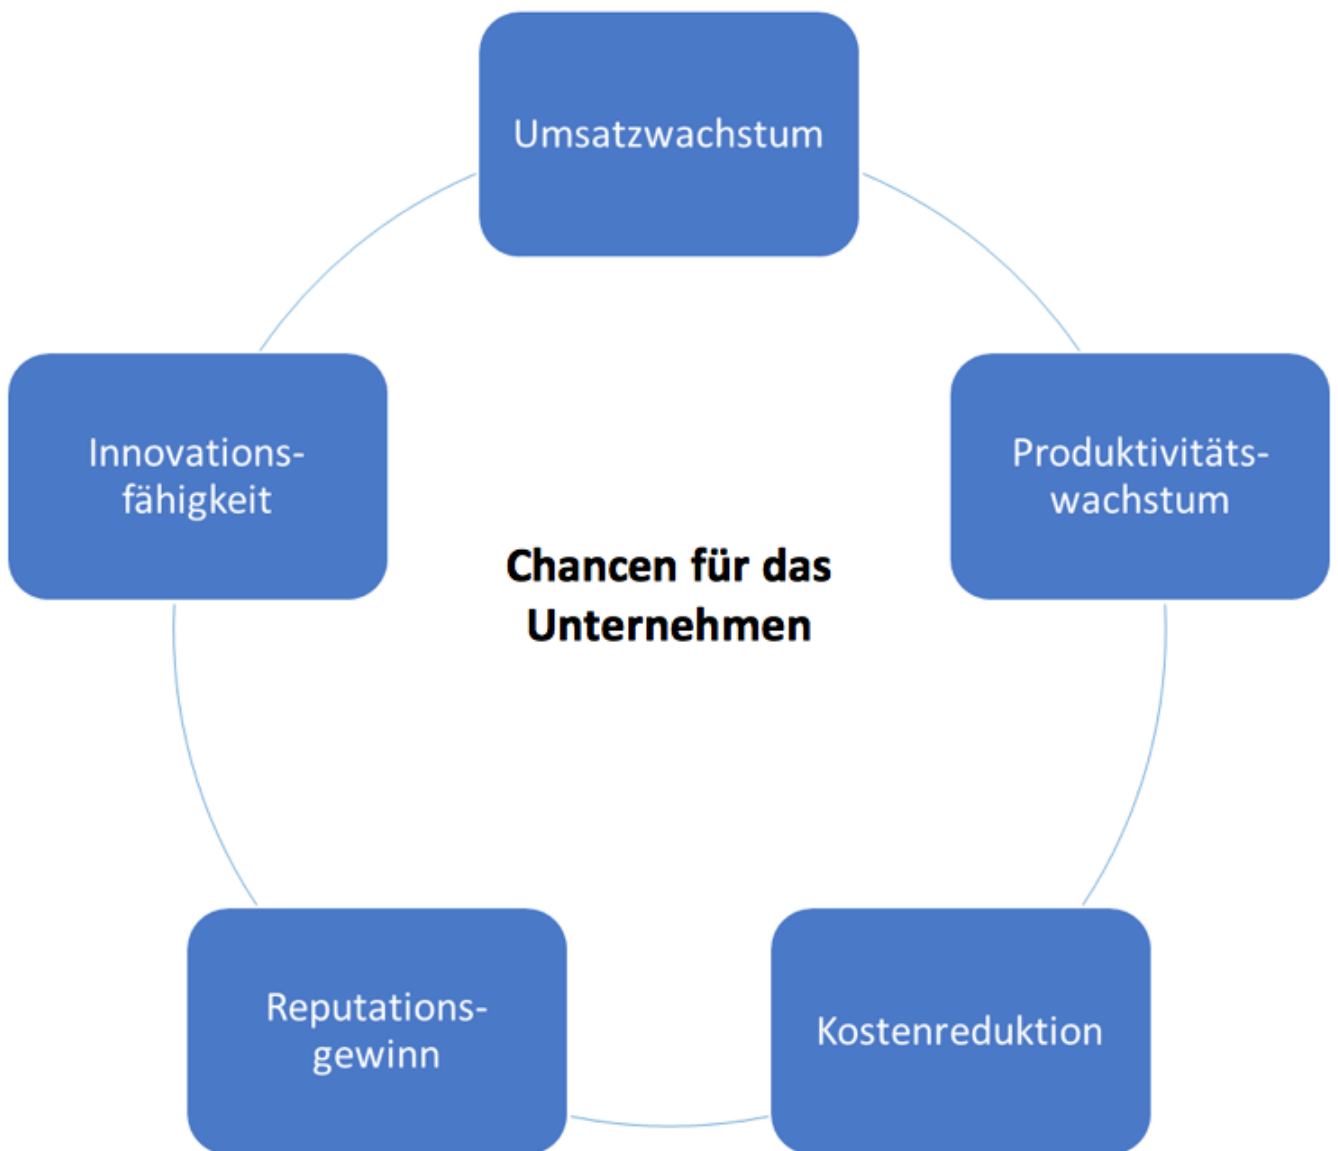 Umsatzwachstum
Innovations-
fähigkeit
Produktivitäts-
wachstum
Chancen für das
Unternehmen
Reputations-
gewinn
Kostenreduktion